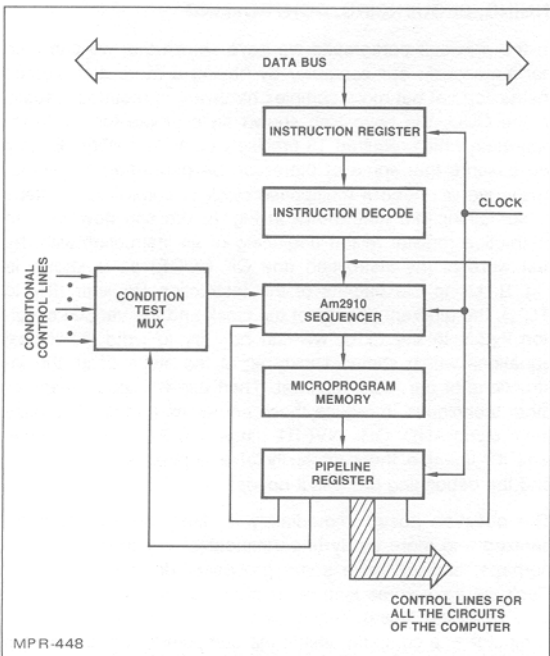 DATA BUS
INSTRUCTION REGISTER
INSTRUCTION DECODE
CLOCK
CONDITIONAL
CONTROL LINES
CONDITION
TEST
MUX
Am2910
SEQUENCER
MICROPROGRAM
MEMORY
PIPELINE
REGISTER
CONTROL LINES FOR
ALL THE CIRCUITS
OF THE COMPUTER
MPR-448